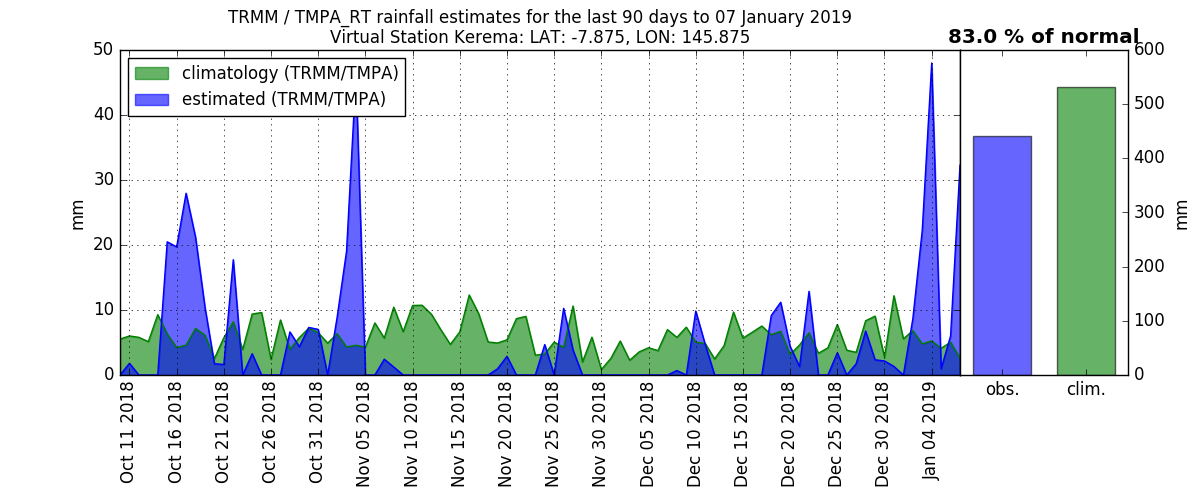 TRMM / TMPA_RT rainfall estimates for the last 90 days to 07 January 2019
Virtual Station Kerema: LAT: -7.875, LON: 145.875
83.0 % of normal
climatology (TRMM/TMPA)
estimated (TRMM/TMPA)
50
40
30
20
10
0
mm
Oct 11 2018
Oct 16 2018
Oct 21 2018
Oct 26 2018
Oct 31 2018
Nov 05 2018
Nov 10 2018
Nov 15 2018
Nov 20 2018
Nov 25 2018
Nov 30 2018
Dec 05 2018
Dec 10 2018
Dec 15 2018
Dec 20 2018
Dec 25 2018
Dec 30 2018
Jan 04 2019
obs.
clim.
600
500
400
300
200
100
0
mm